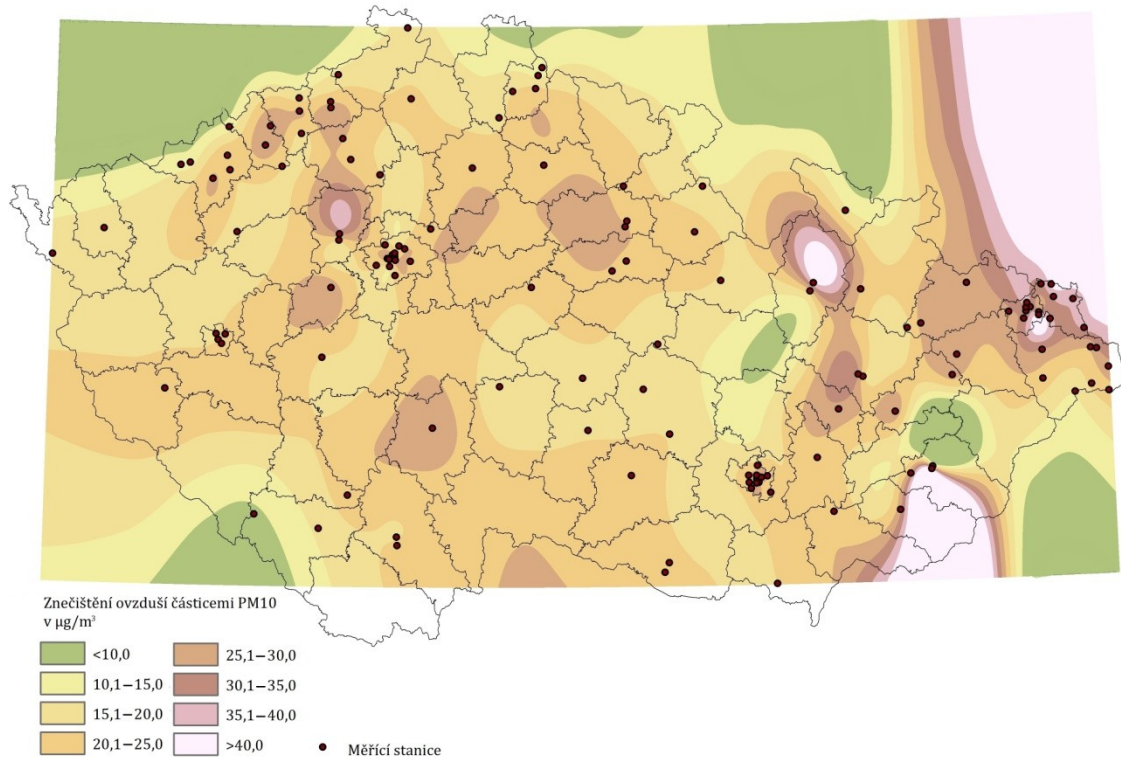 Znečištění ovzduší částicemi PM10
v µg/m³
<10,0
10,1−15,0
15,1−20,0
20,1−25,0
25,1−30,0
30,1−35,0
35,1−40,0
>40,0
Měřící stanice